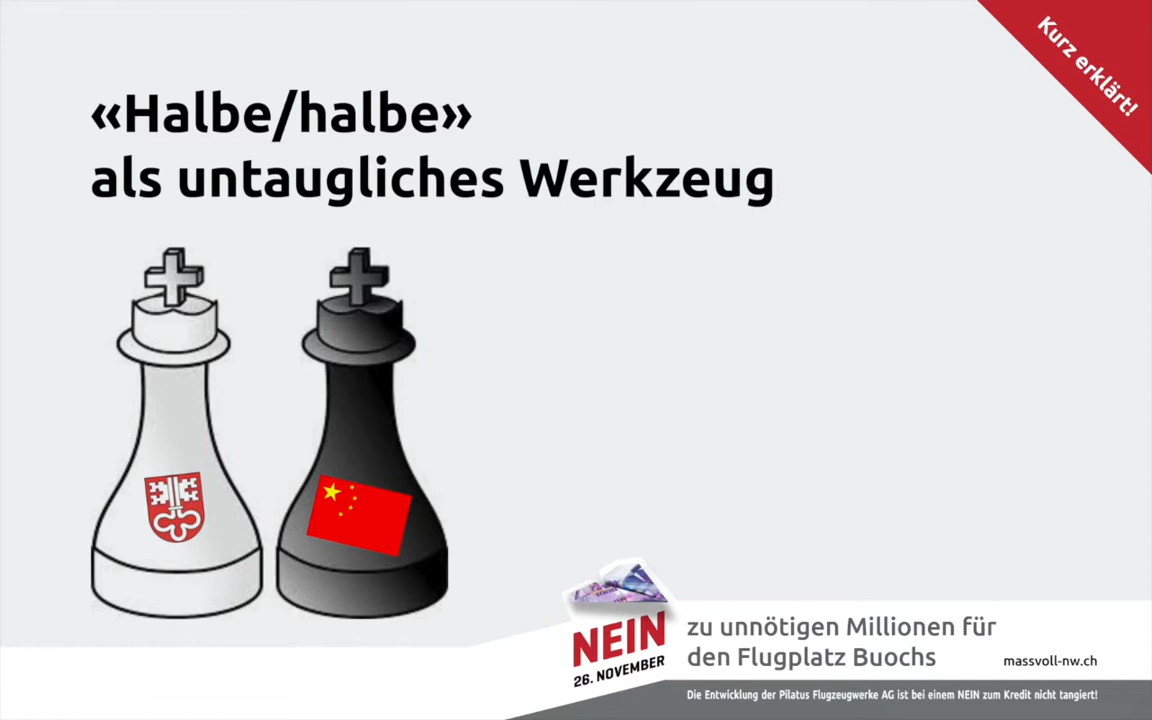 Kurz erklärt!
«Halbe/halbe»
als untaugliches Werkzeug
NEIN
26. NOVEMBER
zu unnötigen Millionen für
den Flugplatz Buochs
massvoll-nw.ch
Die Entwicklung der Pilatus Flugzeugwerke AG ist bei einem NEIN zum Kredit nicht tangiert!